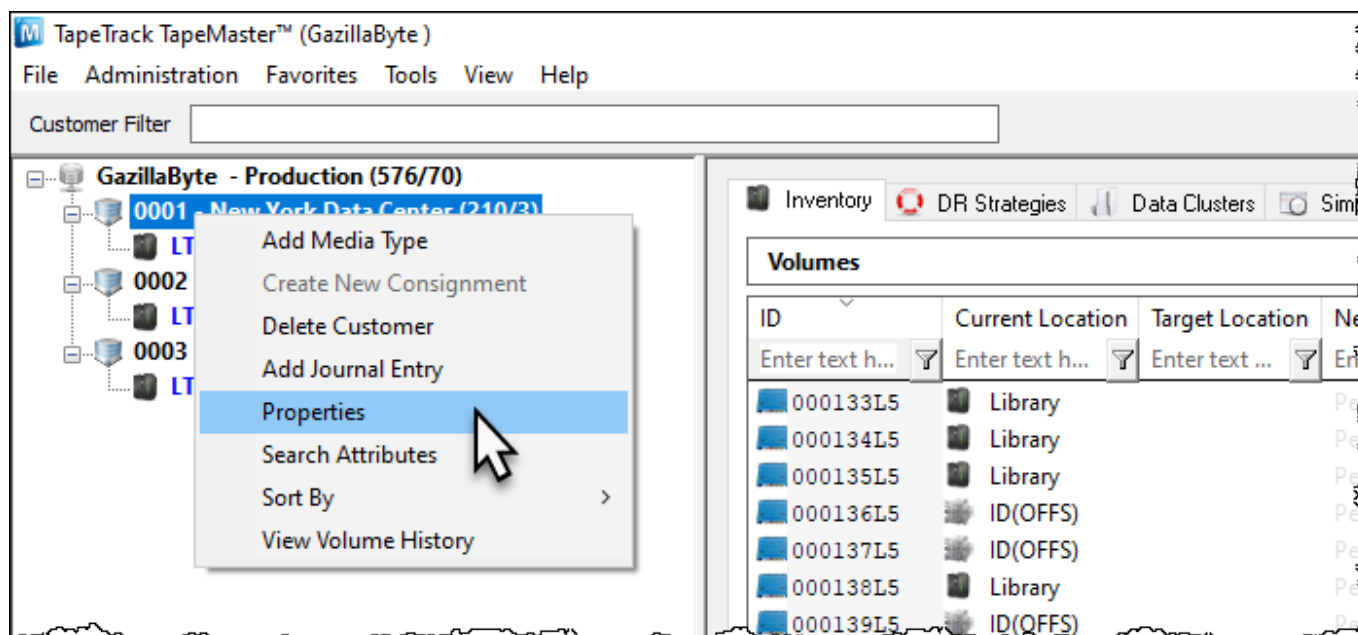 TapeTrack TapeMaster™ (GazillaByte )
File Administration Favorites Tools View Help
Customer Filter
GazillaByte - Production (576/70)
0001 - New York Data Center (210/3)
LT
0002
LT
0003
LT
Add Media Type
Create New Consignment
Delete Customer
Add Journal Entry
Properties
Search Attributes
Sort By
View Volume History
Inventory DR Strategies Data Clusters
Volumes
ID Current Location Target Location
Enter text h... Enter text h... Enter text ...
000133L5 Library
000134L5 Library
000135L5 Library
000136L5 ID(OFFS)
000137L5 ID(OFFS)
000138L5 Library
000139L5 ID(OFFS)